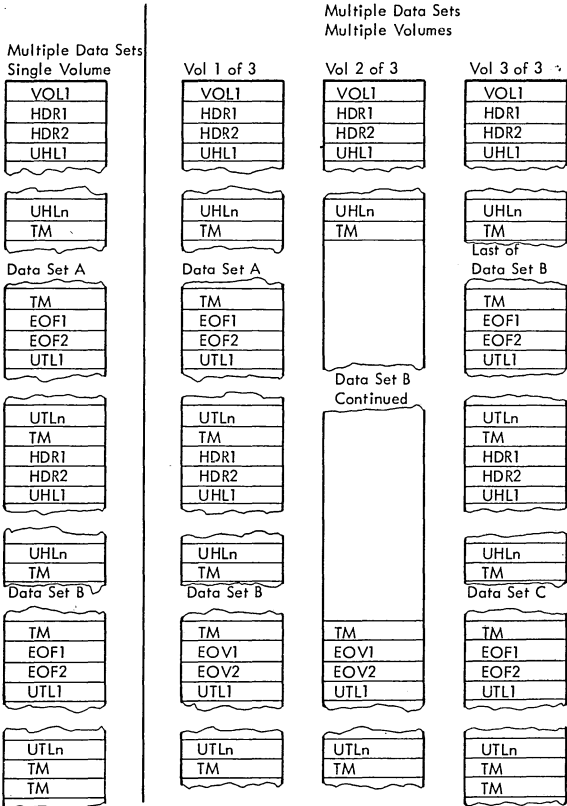 Multiple Data Sets
Single Volume
VOL1
HDR1
HDR2
UHL1
UHLn
TM
Data Set A
TM
EOF1
EOF2
UTL1
UTLn
TM
HDR1
HDR2
UHL1
UHLn
TM
Data Set B
TM
EOF1
EOF2
UTL1
UTLn
TM
TM
Multiple Data Sets
Multiple Volumes
Vol 1 of 3
VOL1
HDR1
HDR2
UHL1
UHLn
TM
Data Set A
TM
EOF1
EOF2
UTL1
UTLn
TM
HDR1
HDR2
UHL1
UHLn
TM
Data Set B
TM
EOV1
EOV2
UTL1
UTLn
TM
Vol 2 of 3
VOL1
HDR1
HDR2
UHL1
UHLn
TM
Data Set B
Continued
TM
EOV1
EOV2
UTL1
UTLn
TM
Vol 3 of 3
VOL1
HDR1
HDR2
UHL1
UHLn
TM
Last of
Data Set B
TM
EOF1
EOF2
UTL1
UTLn
TM
HDR1
HDR2
UHL1
UHLn
TM
Data Set C
TM
EOF1
EOF2
UTL1
UTLn
TM
TM